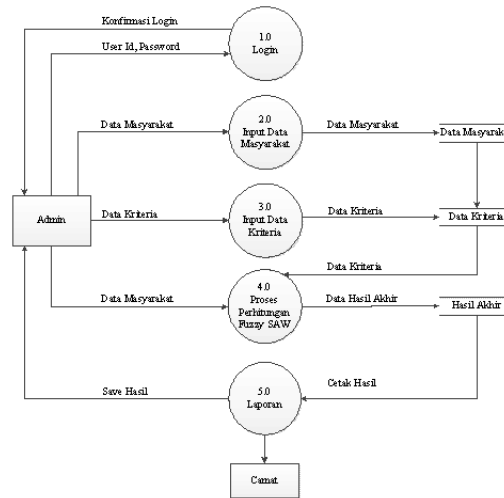 Konfirmasi Login
User Id, Password
1.0
Login
Data Masyarakat
2.0
Input Data
Masyarakat
Data Masyarakat
Data Masyarak
Admin
Data Kriteria
3.0
Input Data
Kriteria
Data Kriteria
Data Kriteria
Data Kriteria
Data Masyarakat
4.0
Proses
Perhitungan
Fuzzy SAW
Data Hasil Akhir
Hasil Akhir
Save Hasil
5.0
Laporan
Cetak Hasil
Camat